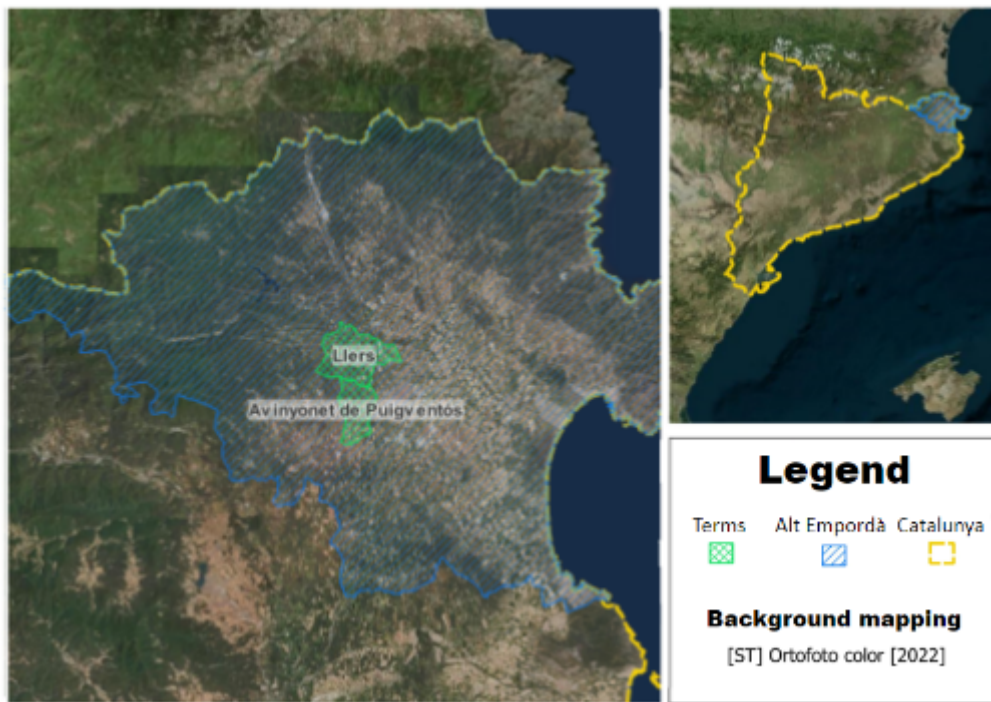 Llers
Avinyonet de Puigventós
Legend
Terms Alt Empordà Catalunya
Background mapping
[ST] Ortofoto color [2022]